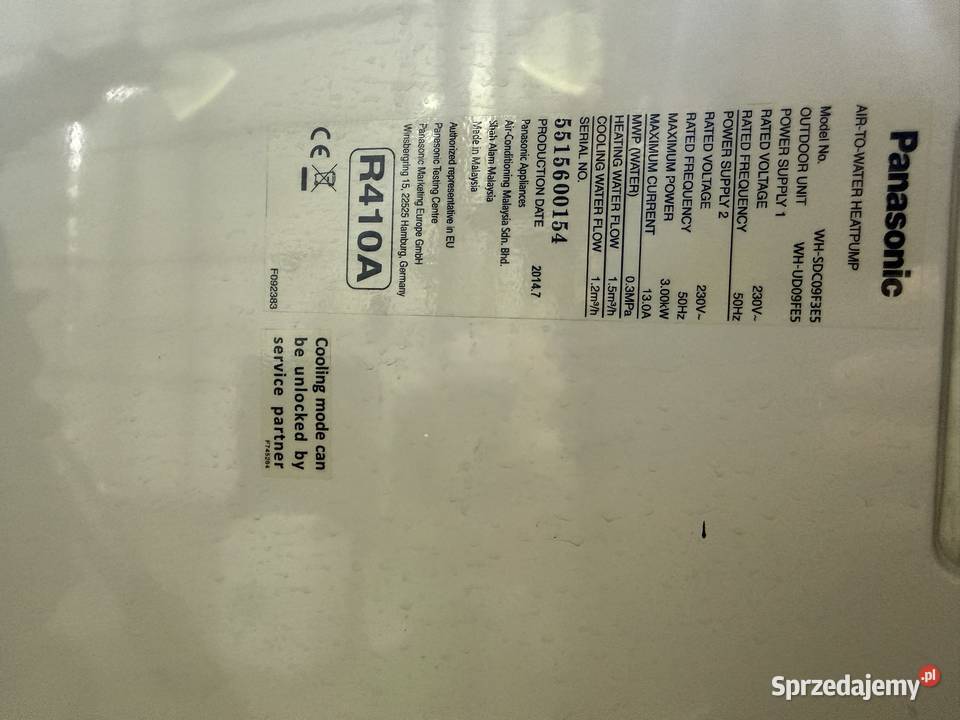 Panasonic
AIR-TO-WATER HEATPUMP
Model No. WH-SDC09F3E5
OUTDOOR UNIT WH-UD09FE5
POWER SUPPLY 1
RATED VOLTAGE 230V~
RATED FREQUENCY 50Hz
POWER SUPPLY 2
RATED VOLTAGE 230V~
RATED FREQUENCY 50Hz
MAXIMUM POWER 3.00kW
MAXIMUM CURRENT 13.0A
MWP (WATER) 0.3MPa
HEATING WATER FLOW 1.5m³/h
COOLING WATER FLOW 1.2m³/h
SERIAL NO.
5515600154
PRODUCTION DATE 2014.7
Panasonic Appliances
Air-Conditioning Malaysia Sdn. Bhd.
Shah Alam Malaysia
Made in Malaysia
Authorized representative in EU
Panasonic Testing Centre
Panasonic Marketing Europe GmbH
Winsbergring 15, 22525 Hamburg, Germany
R410A
CE
F092383
Cooling mode can
be unlocked by
service partner
F745264
Sprzedajemy.pl